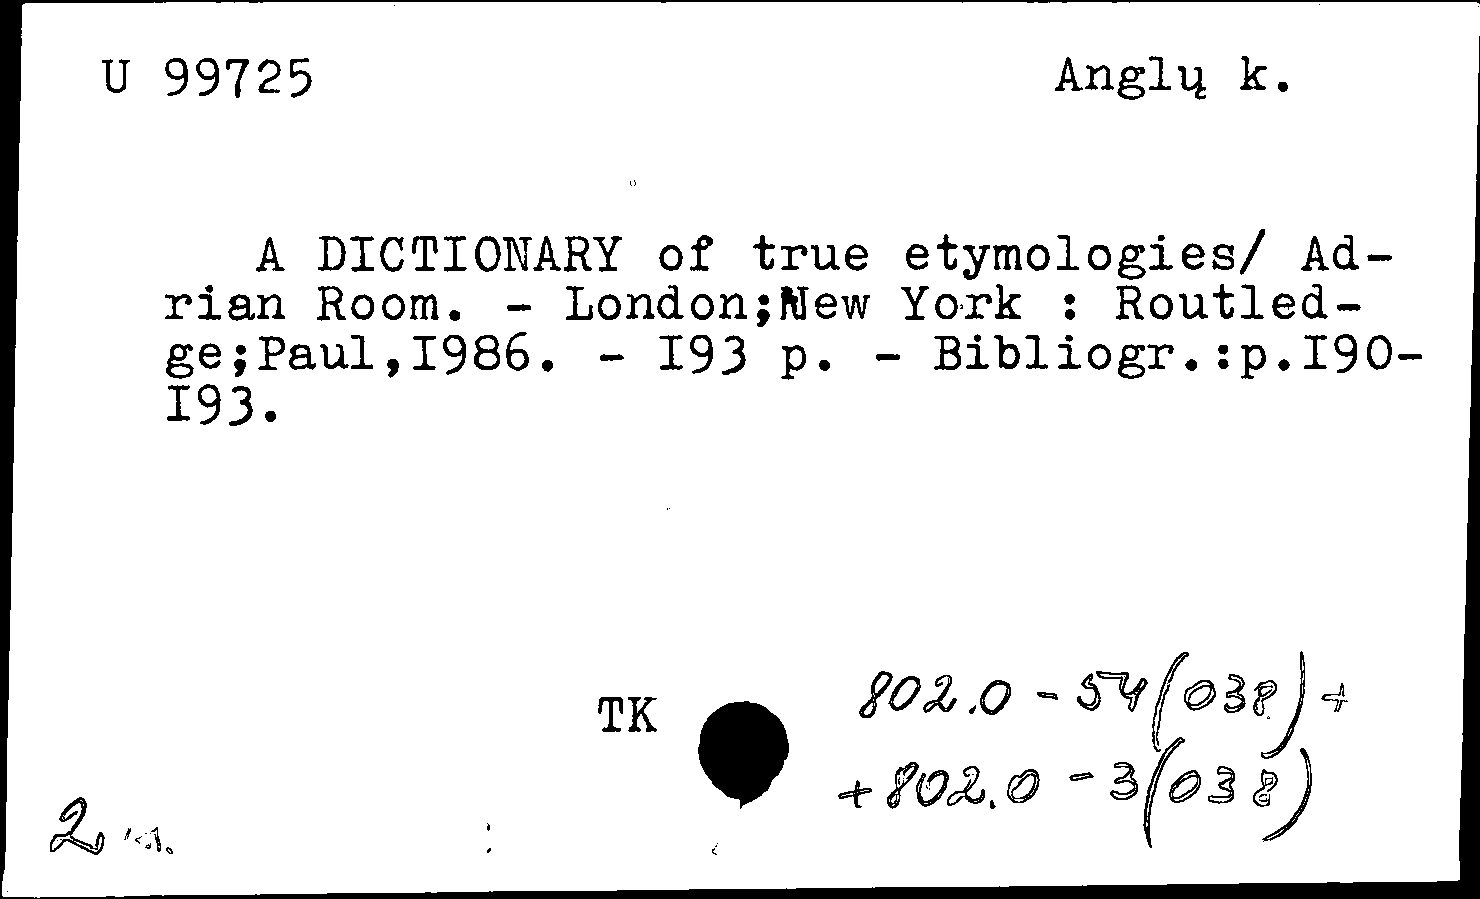 U 99725 Anglų k.
A DICTIONARY of true etymologies/ Ad-
rian Room. - London;New York : Routled-
ge;Paul,I986. - I93 p. - Bibliogr.:p.I90-
I93.
TK
802.0 - 54(038) +
+ 802.0 - 3(038)
2